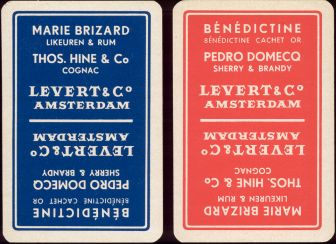 MARIE BRIZARD
LIKEUREN & RUM
THOS. HINE & Co
COGNAC
LEVERT & Co
AMSTERDAM
LEVERT & Co
AMSTERDAM
PEDRO DOMECQ
SHERRY & BRANDY
BÉNÉDICTINE
BÉNÉDICTINE CACHET OR
BÉNÉDICTINE
BÉNÉDICTINE CACHET OR
PEDRO DOMECQ
SHERRY & BRANDY
LEVERT & Co
AMSTERDAM
LEVERT & Co
AMSTERDAM
THOS. HINE & Co
COGNAC
MARIE BRIZARD
LIKEUREN & RUM